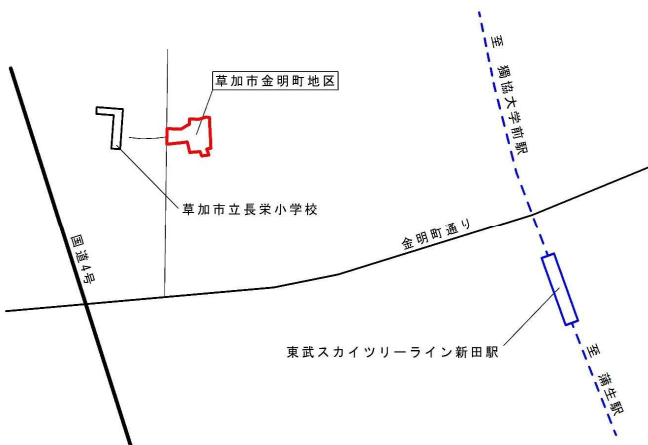 至 獨協大学前駅
草加市金明町地区
草加市立長栄小学校
国道4号
金明町通り
東武スカイツリーライン新田駅
至 蒲生駅